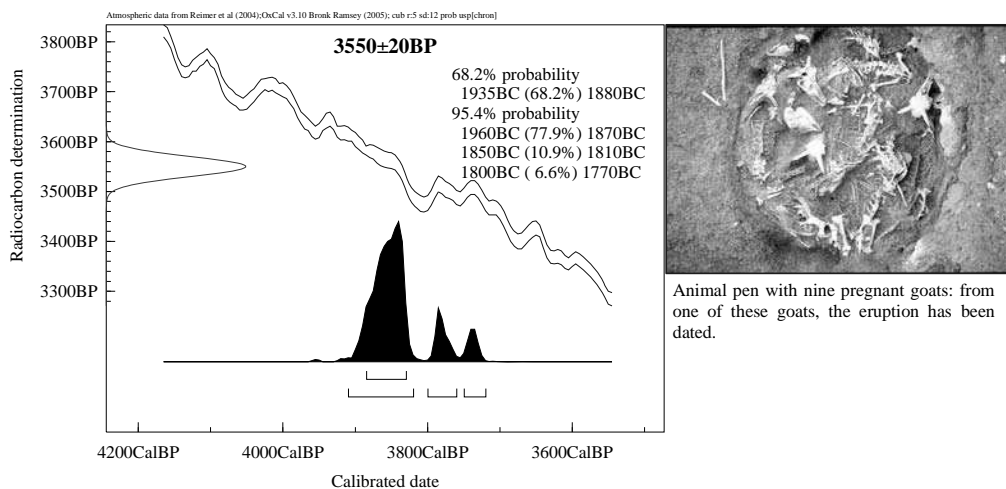 Atmospheric data from Reimer et al (2004);OxCal v3.10 Bronk Ramsey (2005); cub r:5 sd:12 prob usp[chron]
3550±20BP
68.2% probability
1935BC (68.2%) 1880BC
95.4% probability
1960BC (77.9%) 1870BC
1850BC (10.9%) 1810BC
1800BC ( 6.6%) 1770BC
Radiocarbon determination
3800BP
3700BP
3600BP
3500BP
3400BP
3300BP
4200CalBP
4000CalBP
3800CalBP
3600CalBP
Calibrated date
Animal pen with nine pregnant goats: from
one of these goats, the eruption has been
dated.